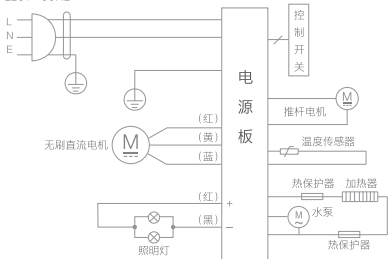 L
N
E
控制开关
电源板
M
推杆电机
(红)
(黄)
(蓝)
无刷直流电机
M
温度传感器
热保护器 加热器
(红)
+
M
~
水泵
(黑)
−
照明灯
热保护器